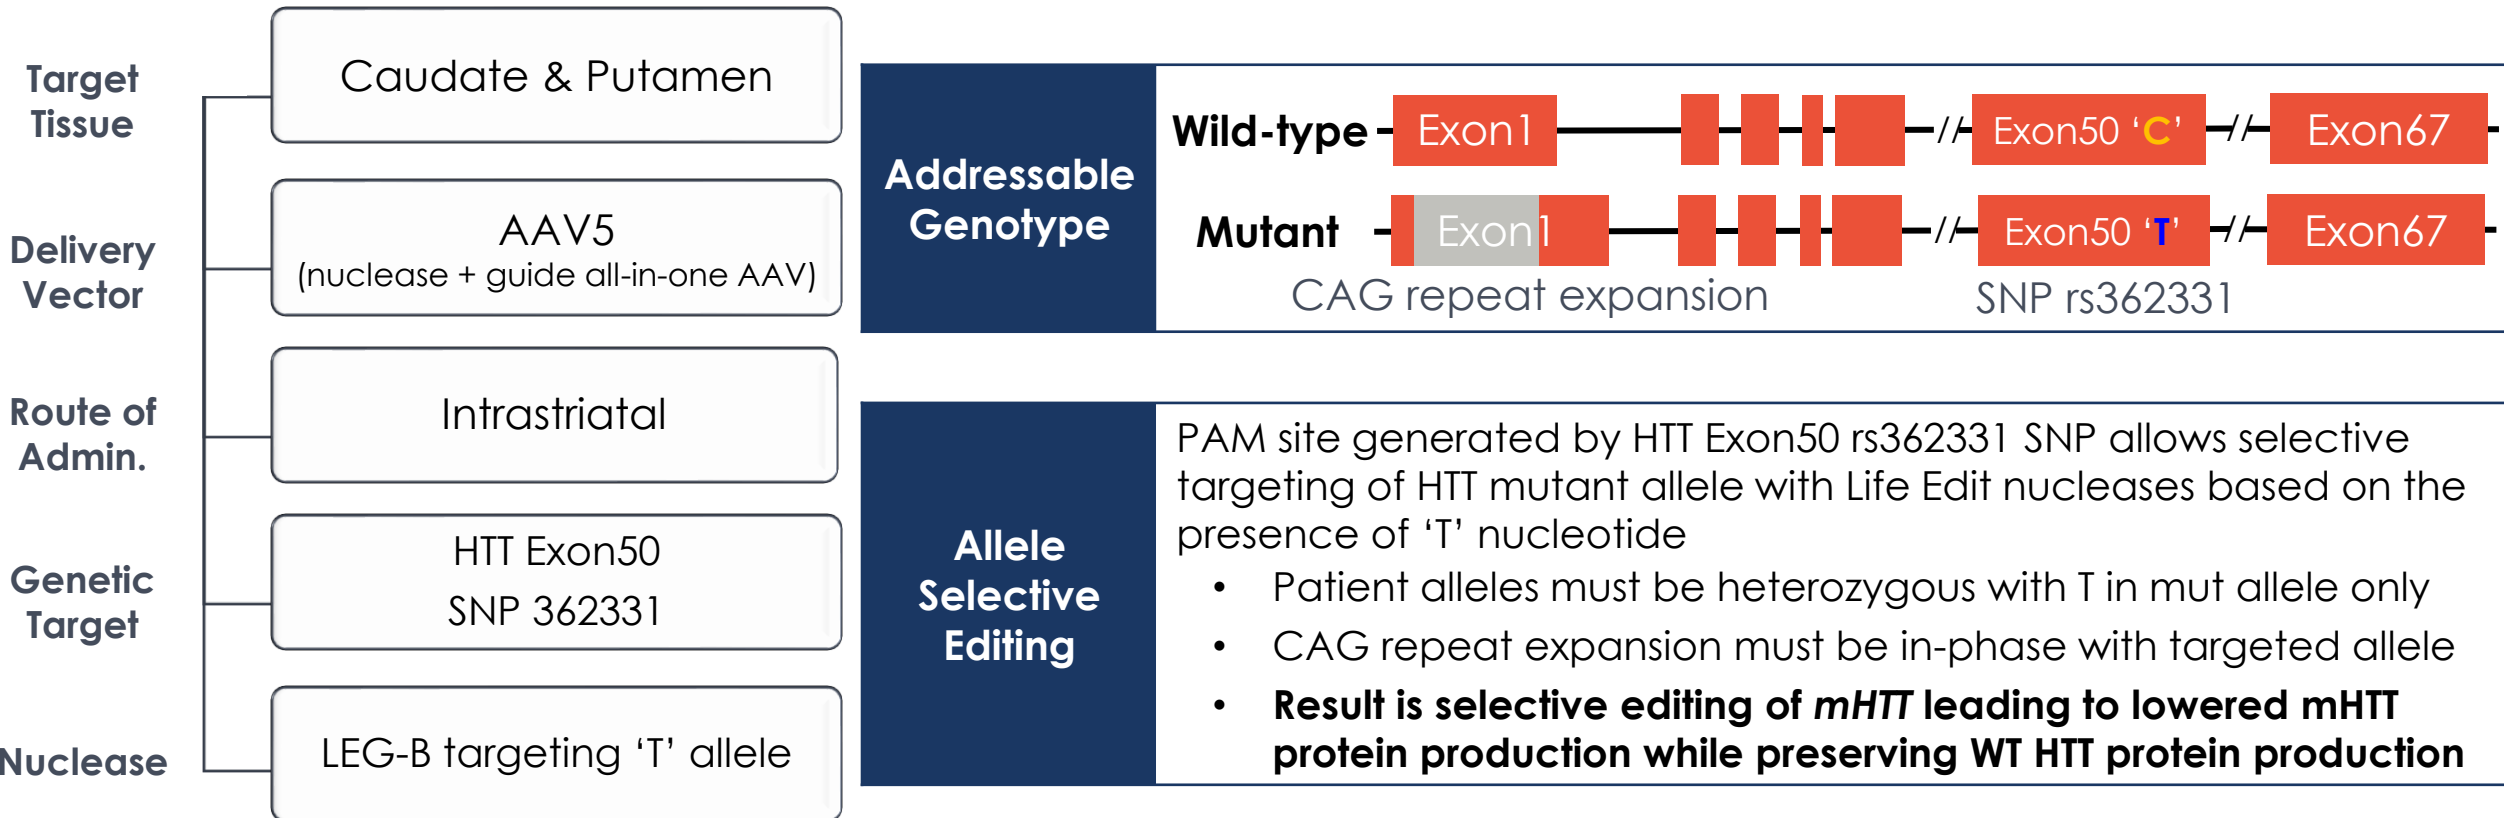 Target
Tissue
Caudate & Putamen
Delivery
Vector
AAV5
(nuclease + guide all-in-one AAV)
Route of
Admin.
Intrastriatal
Genetic
Target
HTT Exon50
SNP 362331
Nuclease
LEG-B targeting ‘T’ allele
Addressable
Genotype
Wild-type Exon1 // Exon50 ‘C’ // Exon67
Mutant Exon1 // Exon50 ‘T’ // Exon67
CAG repeat expansion SNP rs362331
Allele
Selective
Editing
PAM site generated by HTT Exon50 rs362331 SNP allows selective
targeting of HTT mutant allele with Life Edit nucleases based on the
presence of ‘T’ nucleotide
• Patient alleles must be heterozygous with T in mut allele only
• CAG repeat expansion must be in-phase with targeted allele
• Result is selective editing of mHTT leading to lowered mHTT
protein production while preserving WT HTT protein production